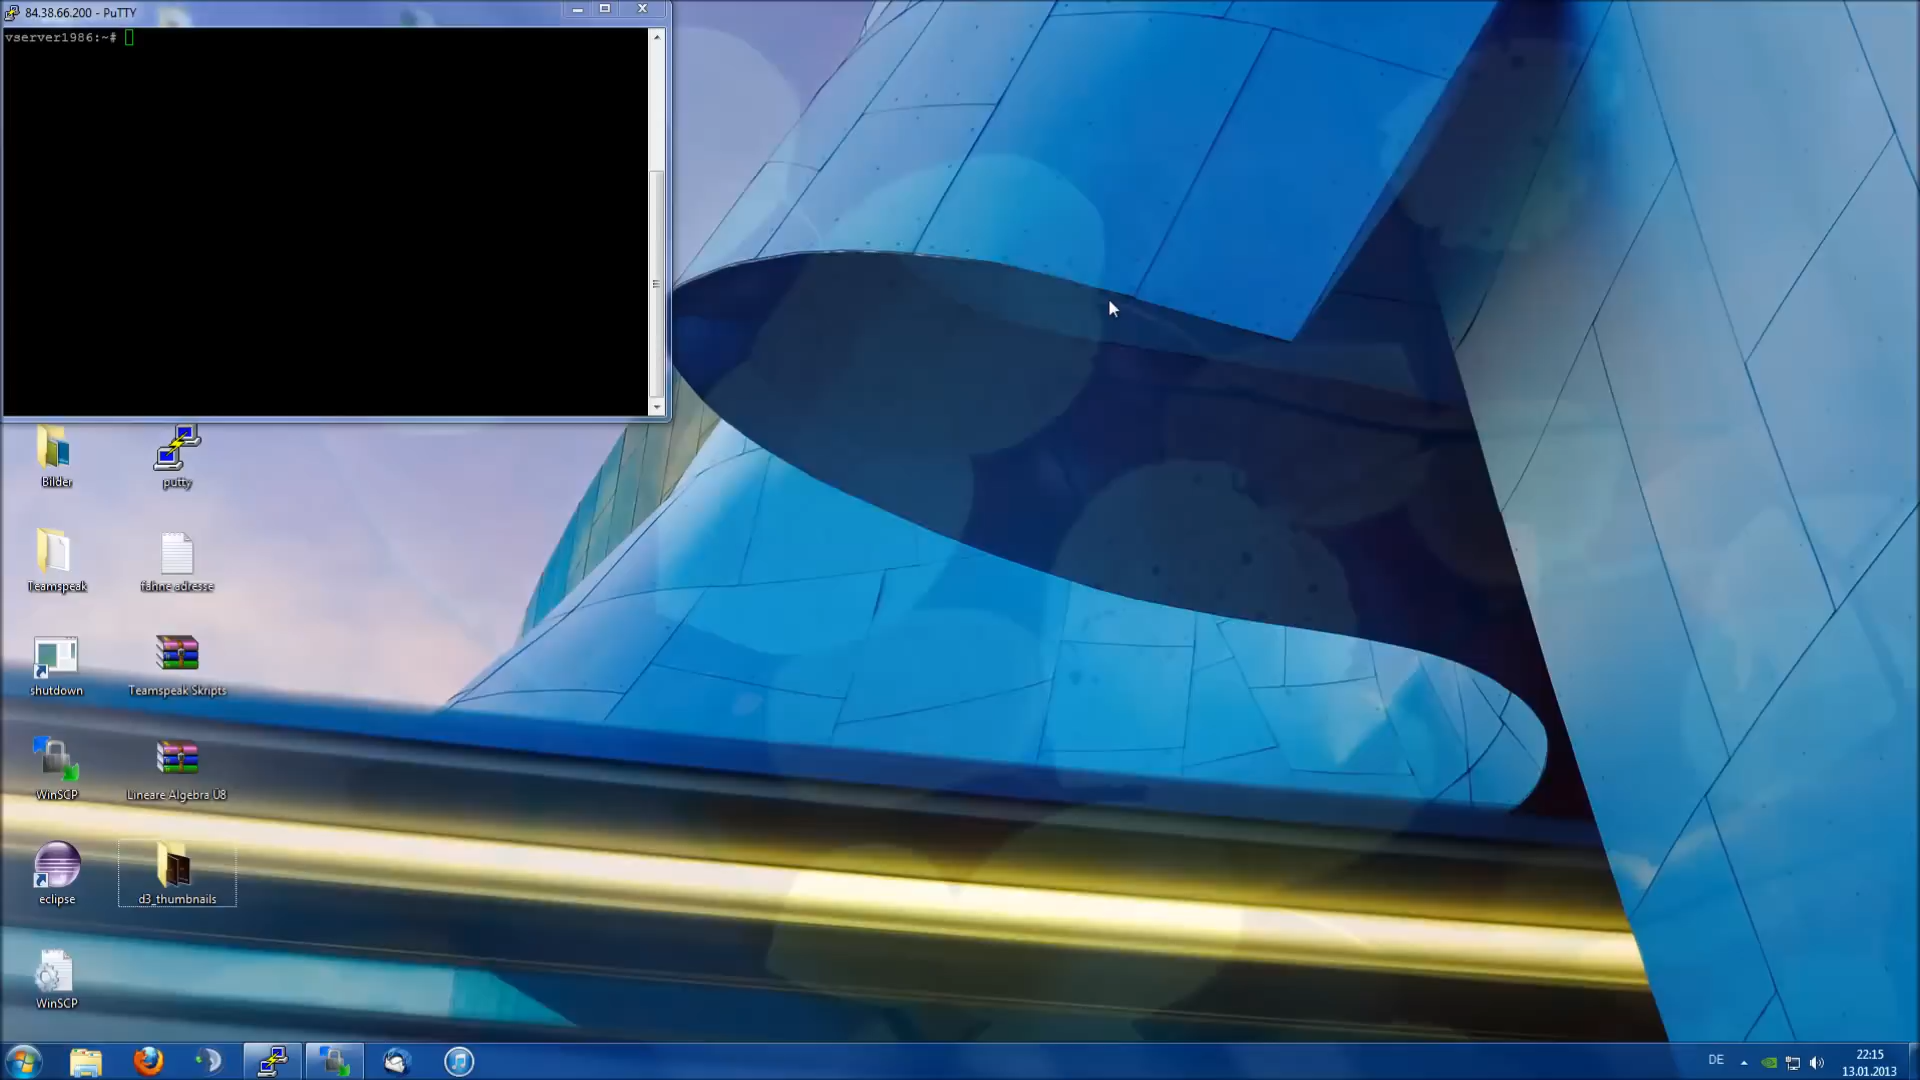 84.38.66.200 - PuTTY
vserver1986:~#
Bilder
putty
Teamspeak
fahne adresse
shutdown
Teamspeak Skripts
WinSCP
Lineare Algebra Ü8
eclipse
d3_thumbnails
WinSCP
DE
22:15
13.01.2013